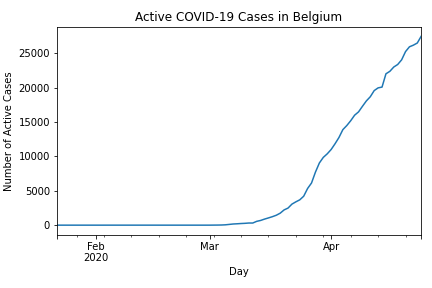 Active COVID-19 Cases in Belgium
Number of Active Cases
25000
20000
15000
10000
5000
0
Feb
2020
Mar
Apr
Day